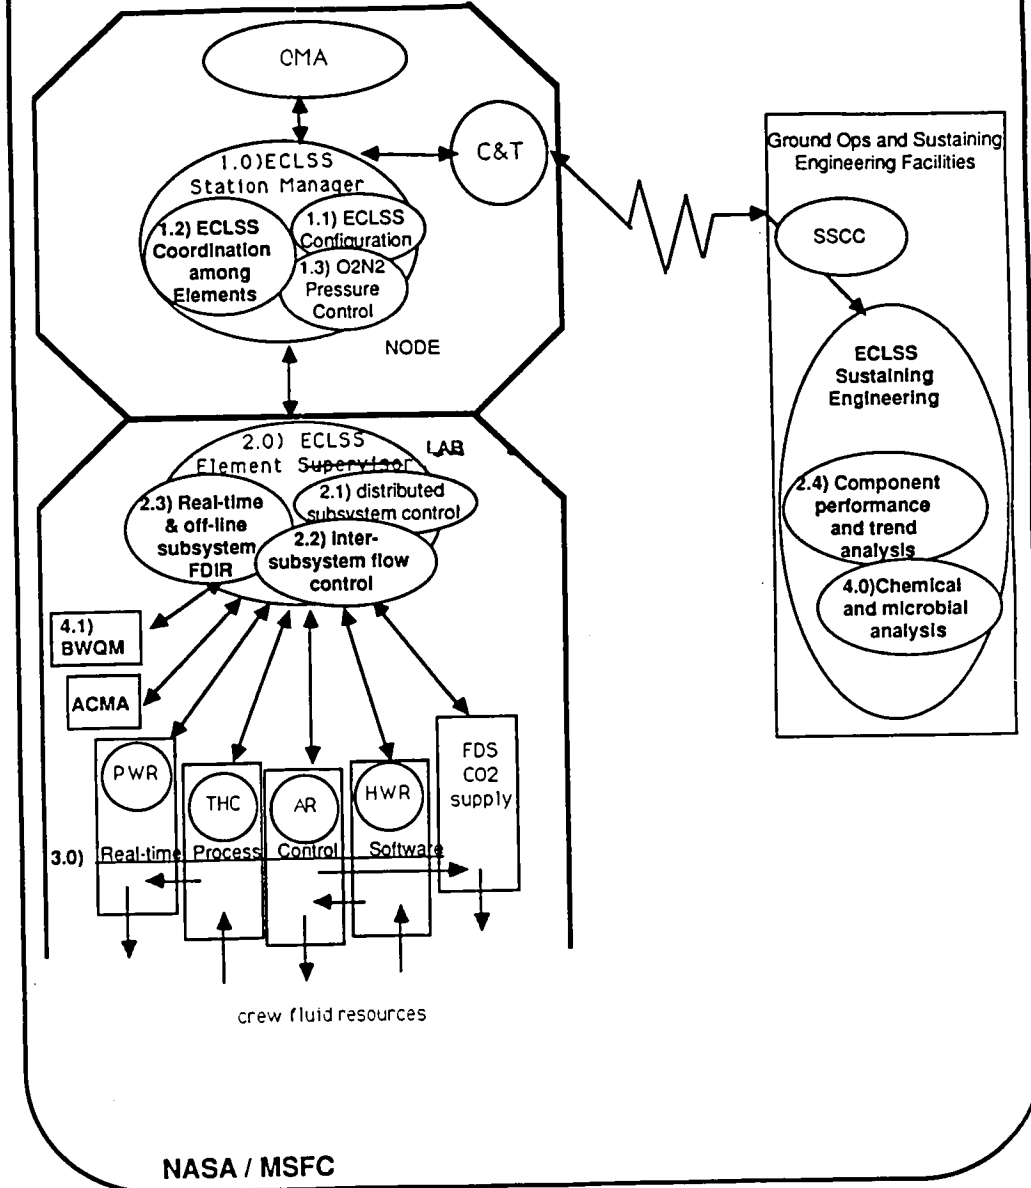 OMA
C&T
1.0)ECLSS
Station Manager
1.2) ECLSS
Coordination
among
Elements
1.1) ECLSS
Configuration
1.3) O2N2
Pressure
Control
NODE
Ground Ops and Sustaining
Engineering Facilities
SSCC
ECLSS
Sustaining
Engineering
2.4) Component
performance
and trend
analysis
4.0)Chemical
and microbial
analysis
2.0) ECLSS
Element Supervisor
LAB
2.3) Real-time
& off-line
subsystem
FDIR
2.1) distributed
subsystem control
2.2) Inter-
subsystem flow
control
4.1)
BWQM
ACMA
PWR
THC
AR
HWR
FDS
CO2
supply
3.0) Real-time Process Control Software
crew fluid resources
NASA / MSFC